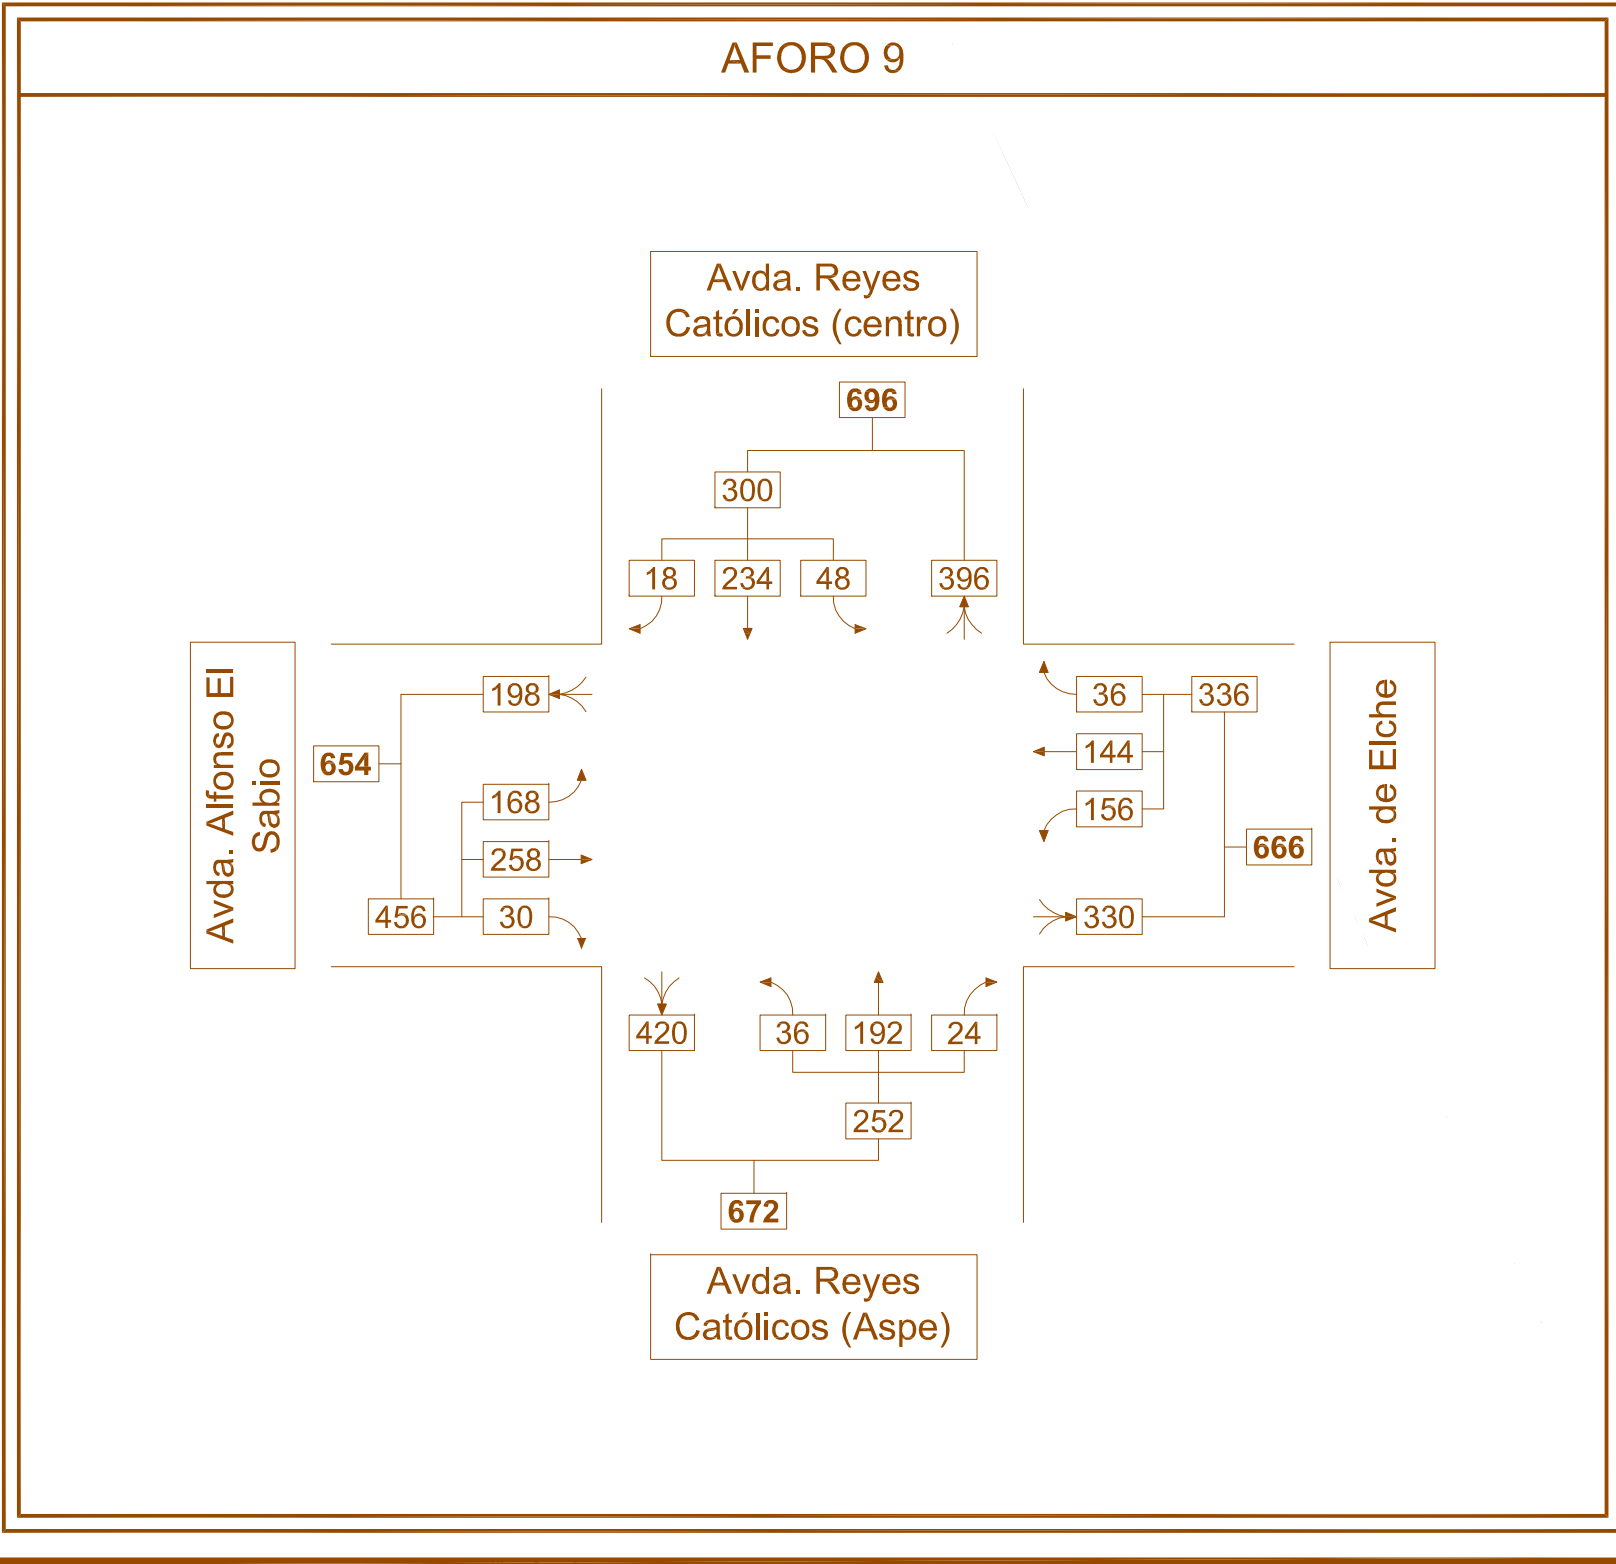 AFORO 9
Avda. Reyes
Católicos (centro)
696
300
18 234 48 396
Avda. Alfonso El
Sabio
654
198
168
258
456 30
36 336
144
156
666
330
Avda. de Elche
420 36 192 24
252
672
Avda. Reyes
Católicos (Aspe)